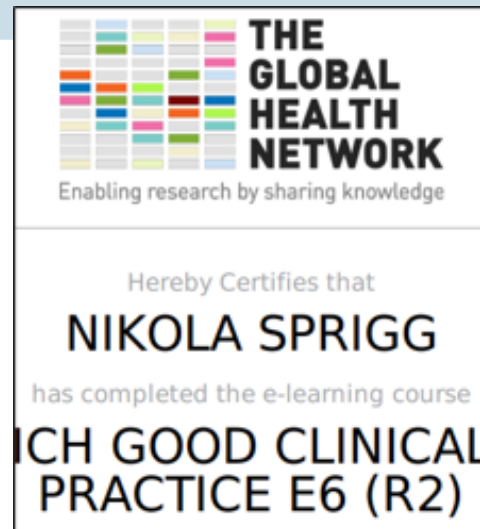 THE
GLOBAL
HEALTH
NETWORK
Enabling research by sharing knowledge
Hereby Certifies that
NIKOLA SPRIGG
has completed the e-learning course
ICH GOOD CLINICAL
PRACTICE E6 (R2)